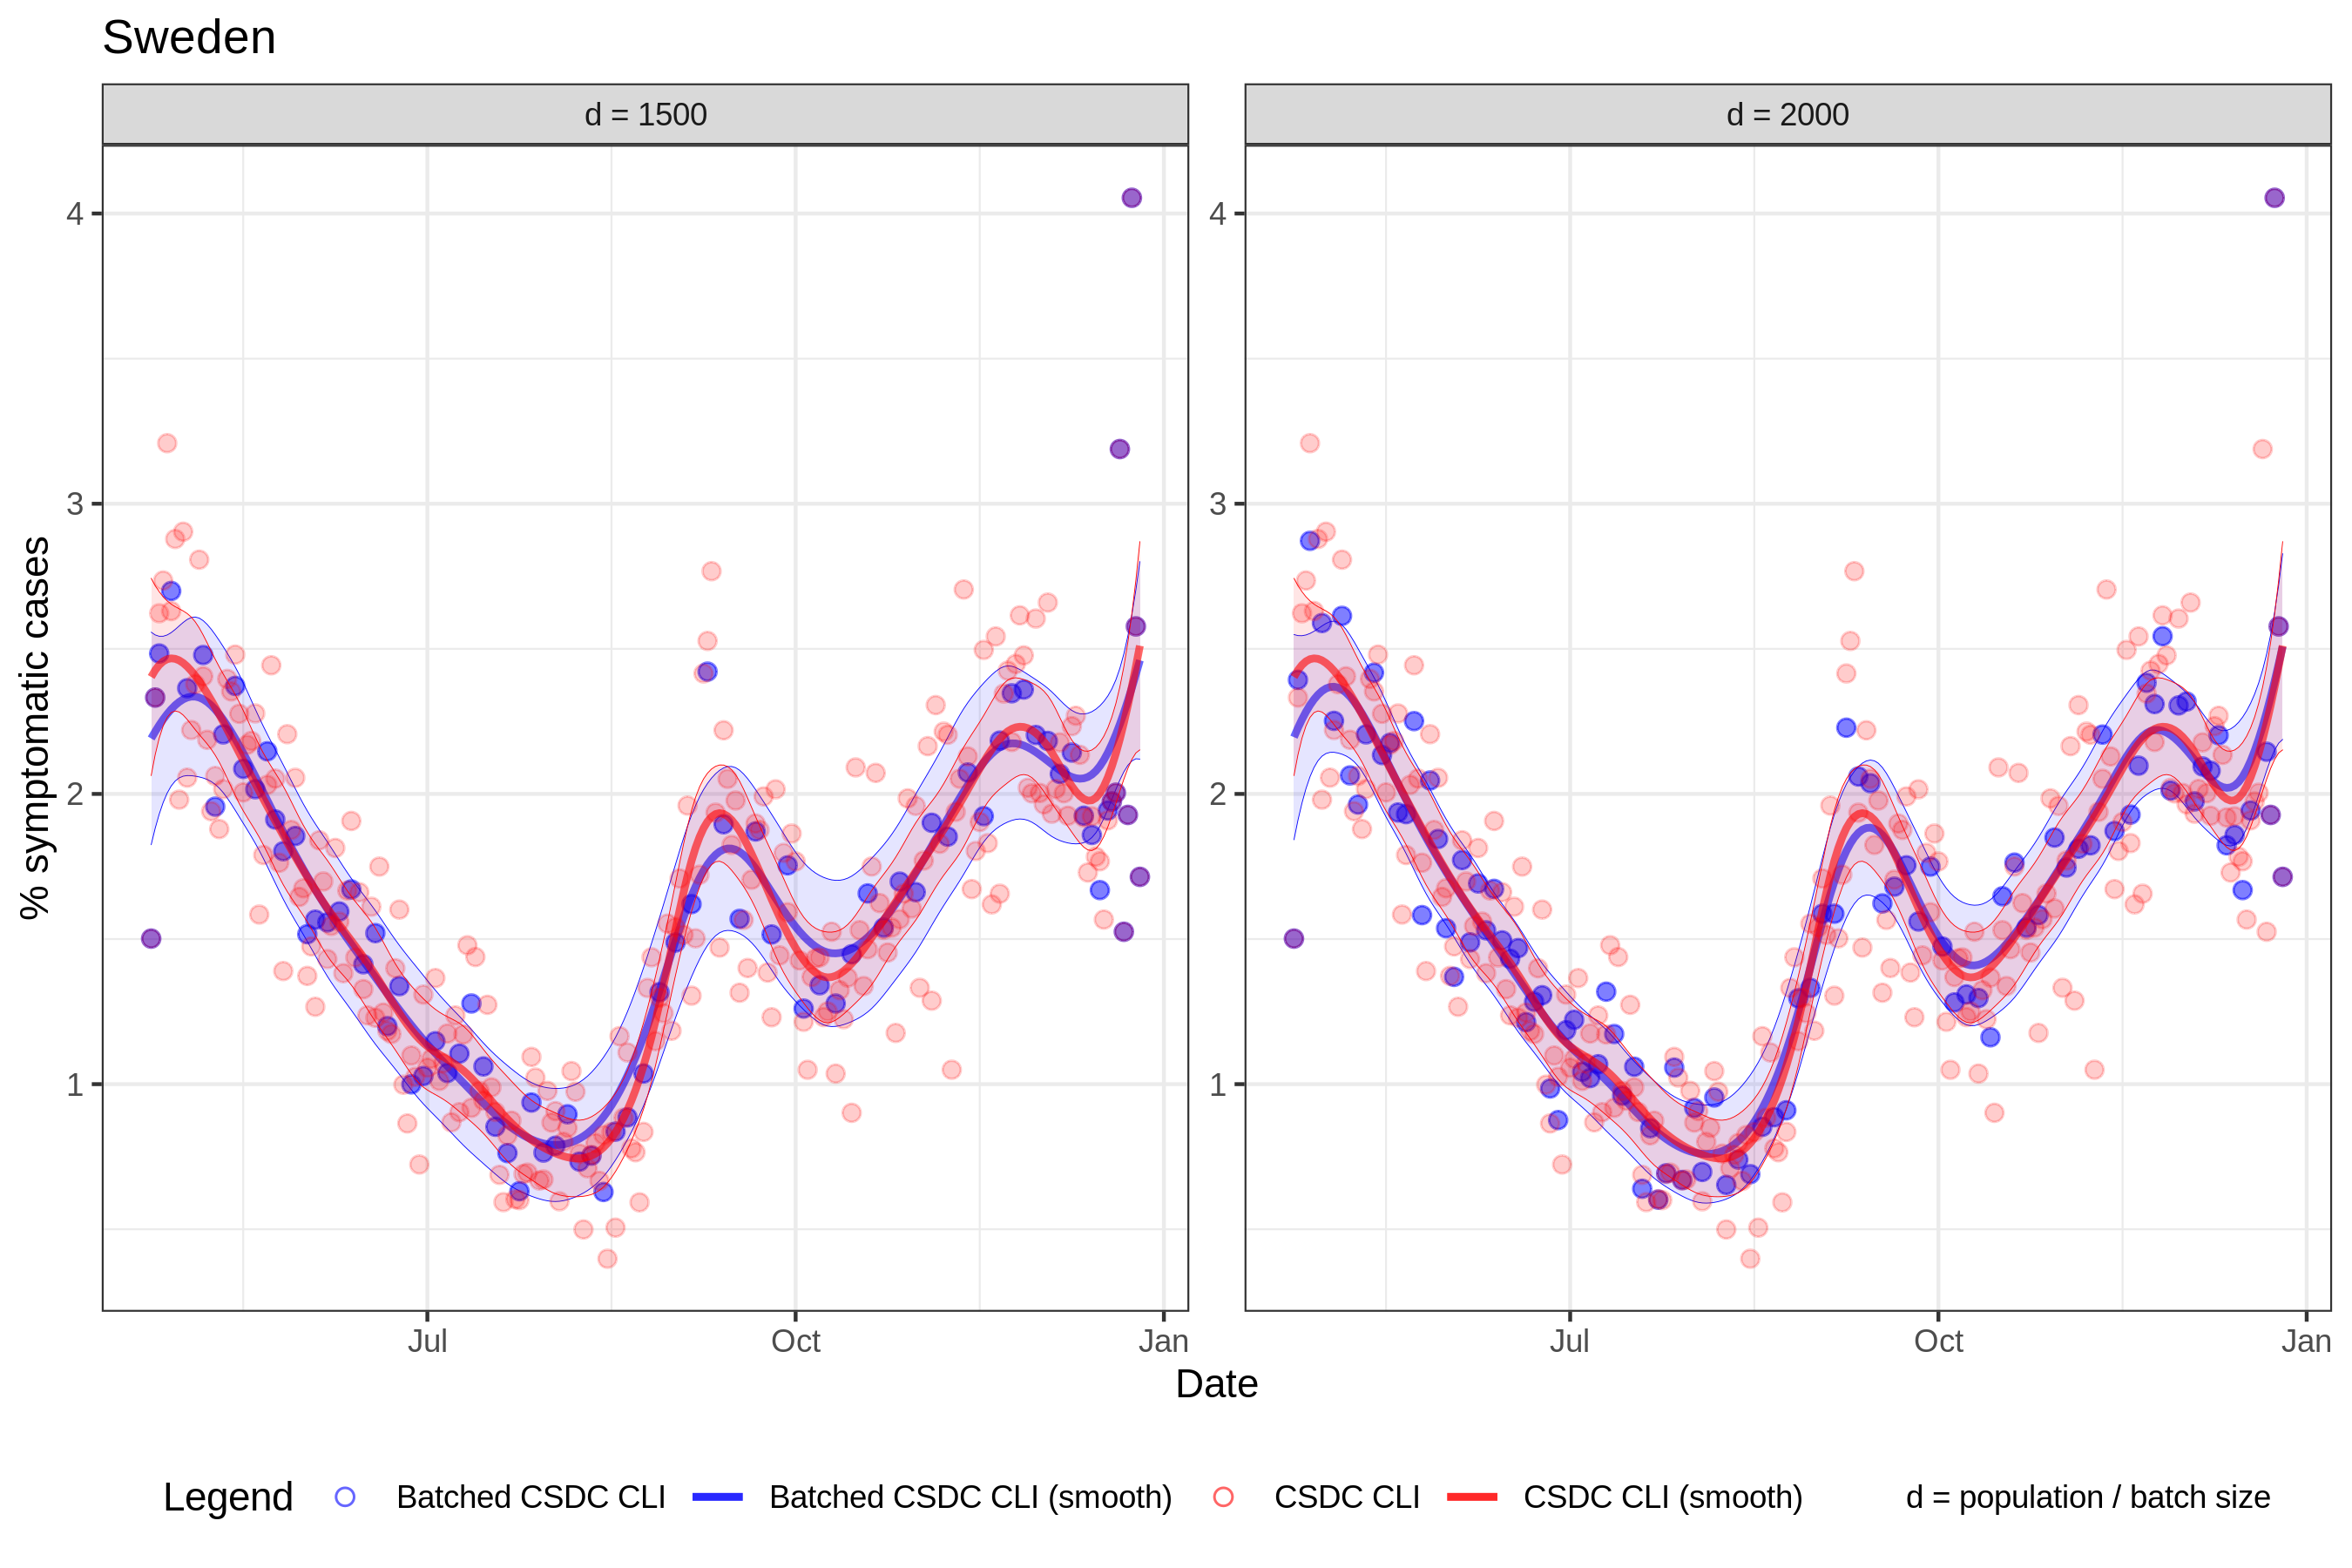 Sweden
d = 1500
d = 2000
% symptomatic cases
4
3
2
1
4
3
2
1
Jul
Oct
Jan
Jul
Oct
Jan
Date
Legend
Batched CSDC CLI
Batched CSDC CLI (smooth)
CSDC CLI
CSDC CLI (smooth)
d = population / batch size